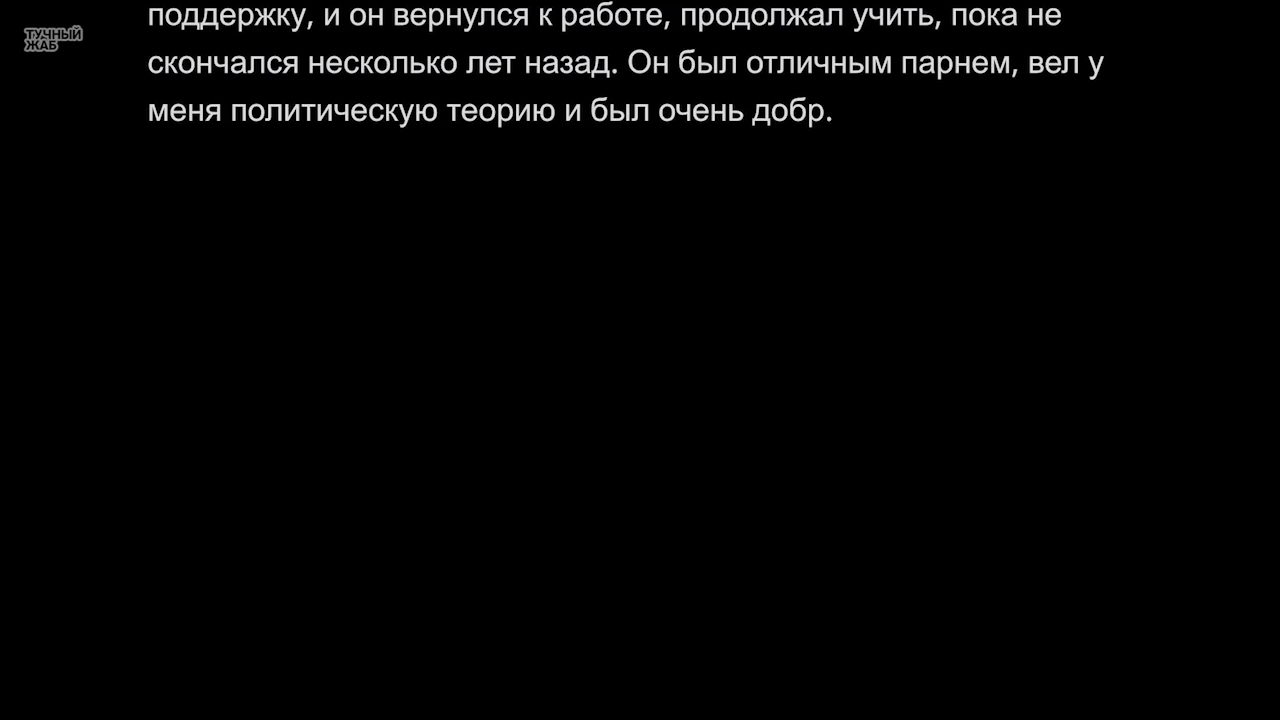 ТУЧНЫЙ
ЖАБ
поддержку, и он вернулся к работе, продолжал учить, пока не
скончался несколько лет назад. Он был отличным парнем, вел у
меня политическую теорию и был очень добр.